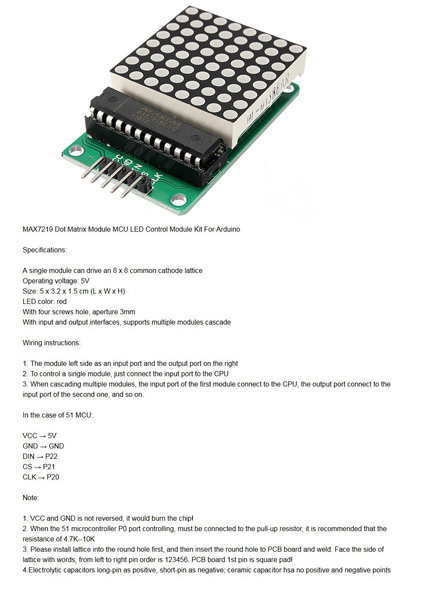 MAX7219 Dot Matrix Module MCU LED Control Module Kit For Arduino
Specifications:
A single module can drive an 8 x 8 common cathode lattice
Operating voltage: 5V
Size: 5 x 3.2 x 1.5 cm (L x W x H)
LED color: red
With four screws hole, aperture 3mm
With input and output interfaces, supports multiple modules cascade
Wiring instructions:
1. The module left side as an input port and the output port on the right
2. To control a single module, just connect the input port to the CPU
3. When cascading multiple modules, the input port of the first module connect to the CPU, the output port connect to the
input port of the second one, and so on.
In the case of 51 MCU:
VCC → 5V
GND → GND
DIN → P22
CS → P21
CLK → P20
Note:
1. VCC and GND is not reversed, it would burn the chip!
2. When the 51 microcontroller P0 port controlling, must be connected to the pull-up resistor, it is recommended that the
resistance of 4.7K--10K
3. Please install lattice into the round hole first, and then insert the round hole to PCB board and weld. Face the side of
lattice with words, from left to right pin order is 123456. PCB board 1st pin is square pad!
4.Electrolytic capacitors long-pin as positive, short-pin as negative; ceramic capacitor hsa no positive and negative points